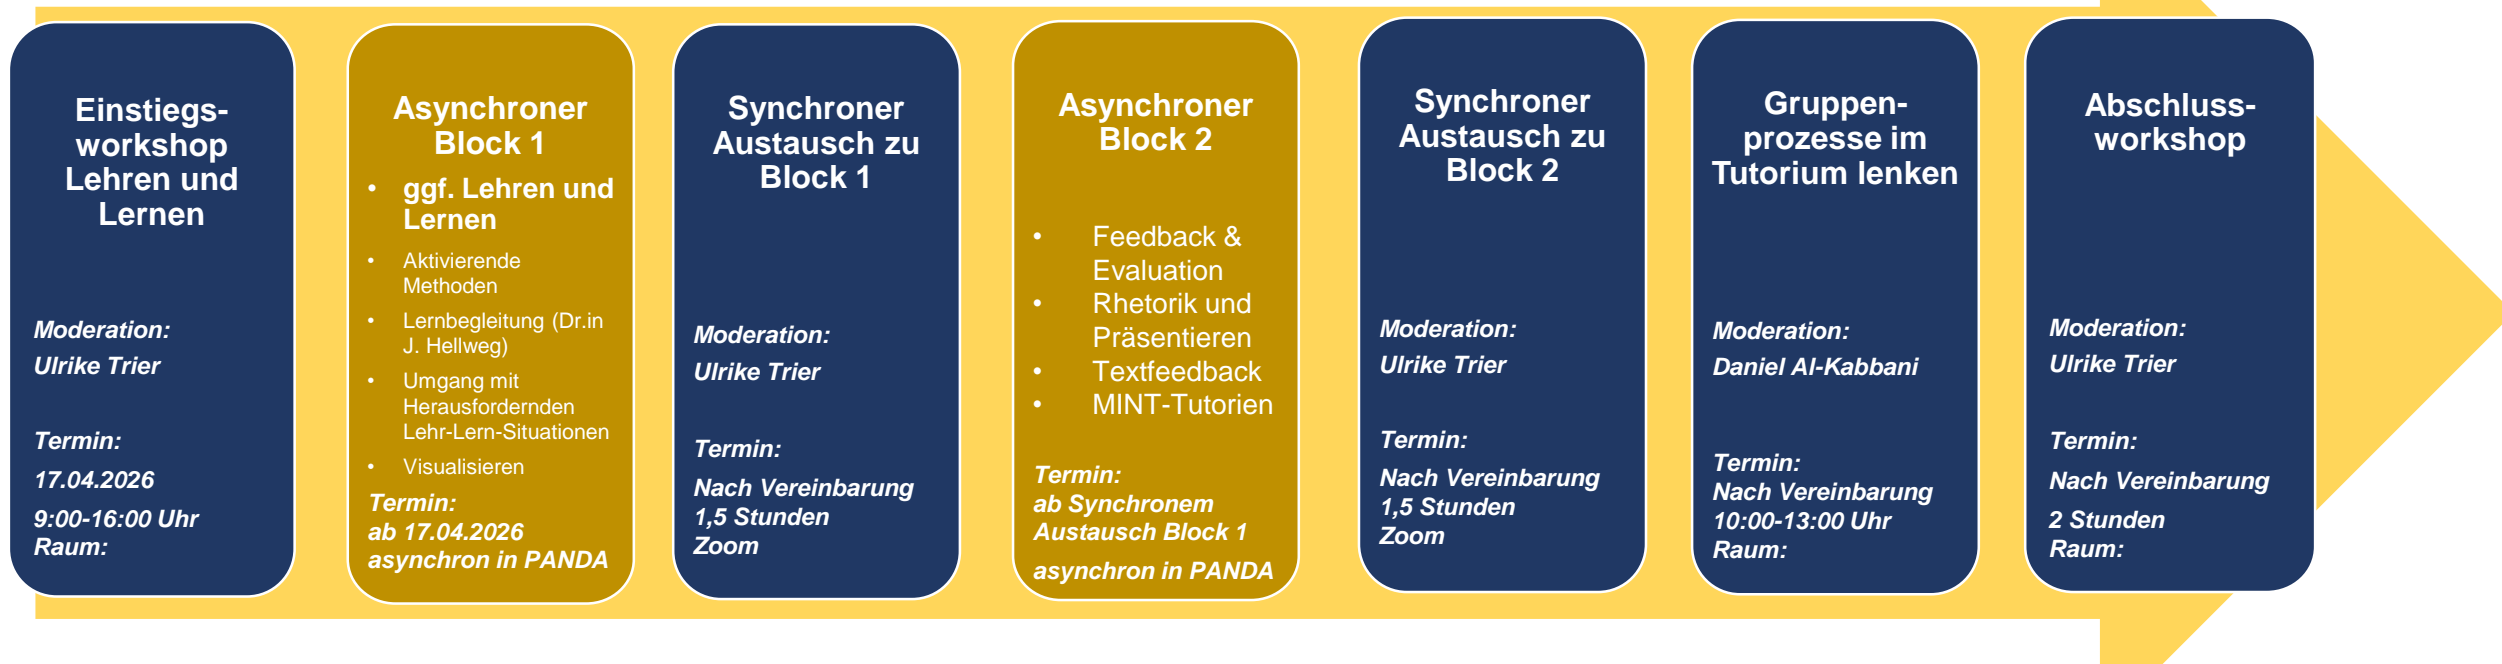 Einstiegs-
workshop
Lehren und
Lernen
Moderation:
Ulrike Trier
Termin:
17.04.2026
9:00-16:00 Uhr
Raum:
Asynchroner
Block 1
• ggf. Lehren und
Lernen
• Aktivierende
Methoden
• Lernbegleitung (Dr.in
J. Hellweg)
• Umgang mit
Herausfordernden
Lehr-Lern-Situationen
• Visualisieren
Termin:
ab 17.04.2026
asynchron in PANDA
Synchroner
Austausch zu
Block 1
Moderation:
Ulrike Trier
Termin:
Nach Vereinbarung
1,5 Stunden
Zoom
Asynchroner
Block 2
• Feedback &
Evaluation
• Rhetorik und
Präsentieren
• Textfeedback
• MINT-Tutorien
Termin:
ab Synchronem
Austausch Block 1
asynchron in PANDA
Synchroner
Austausch zu
Block 2
Moderation:
Ulrike Trier
Termin:
Nach Vereinbarung
1,5 Stunden
Zoom
Gruppen-
prozesse im
Tutorium lenken
Moderation:
Daniel Al-Kabbani
Termin:
Nach Vereinbarung
10:00-13:00 Uhr
Raum:
Abschluss-
workshop
Moderation:
Ulrike Trier
Termin:
Nach Vereinbarung
2 Stunden
Raum: